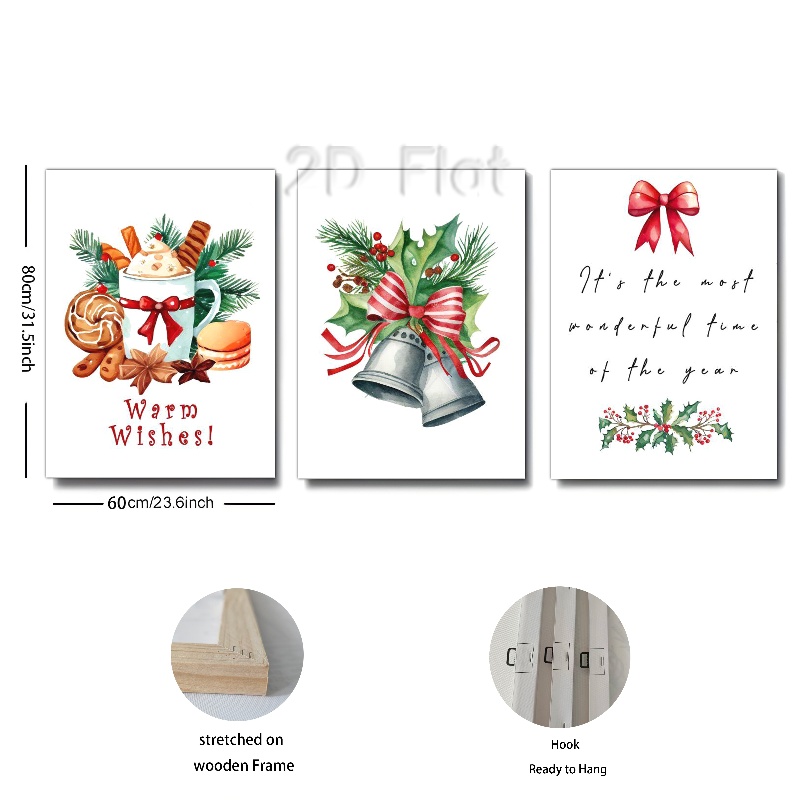 2D Flat
80cm/31.5inch
Warm
Wishes!
It's the most
wonderful time
of the year
60cm/23.6inch
stretched on
wooden Frame
Hook
Ready to Hang